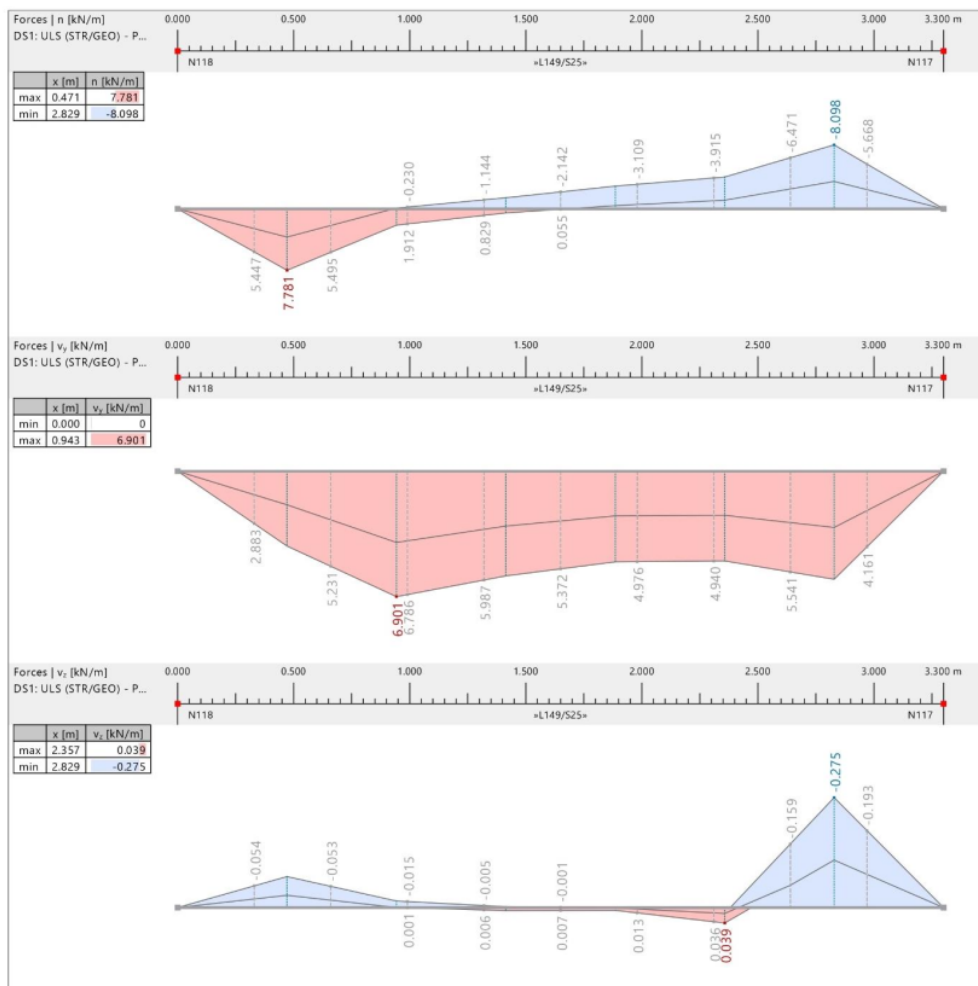 Forces | n [kN/m]
DS1: ULS (STR/GEO) - P...
0.000 0.500 1.000 1.500 2.000 2.500 3.000 3.300 m
N118 »L149/S25» N117
x [m] n [kN/m]
max 0.471 7.781
min 2.829 -8.098
-0.230 -1.144 -2.142 -3.109 -3.915 -6.471 -8.098 -5.668
5.447 7.781 5.495 1.912 0.829 0.055
Forces | vy [kN/m]
DS1: ULS (STR/GEO) - P...
0.000 0.500 1.000 1.500 2.000 2.500 3.000 3.300 m
N118 »L149/S25» N117
x [m] vy [kN/m]
min 0.000 0
max 0.943 6.901
2.883 5.231 6.901 6.786 5.987 5.372 4.976 4.940 5.541 4.161
Forces | vz [kN/m]
DS1: ULS (STR/GEO) - P...
0.000 0.500 1.000 1.500 2.000 2.500 3.000 3.300 m
N118 »L149/S25» N117
x [m] vz [kN/m]
max 2.357 0.039
min 2.829 -0.275
-0.054 -0.053 -0.015 -0.005 -0.001 -0.159 -0.275 -0.193
0.001 0.006 0.007 0.013 0.036 0.039